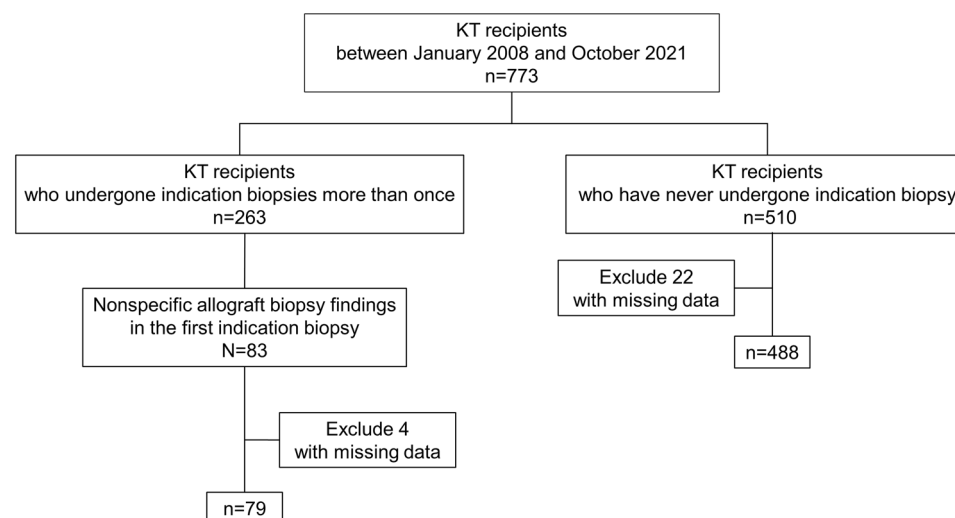 KT recipients
between January 2008 and October 2021
n=773
KT recipients
who undergone indication biopsies more than once
n=263
KT recipients
who have never undergone indication biopsy
n=510
Exclude 22
with missing data
n=488
Nonspecific allograft biopsy findings
in the first indication biopsy
N=83
Exclude 4
with missing data
n=79